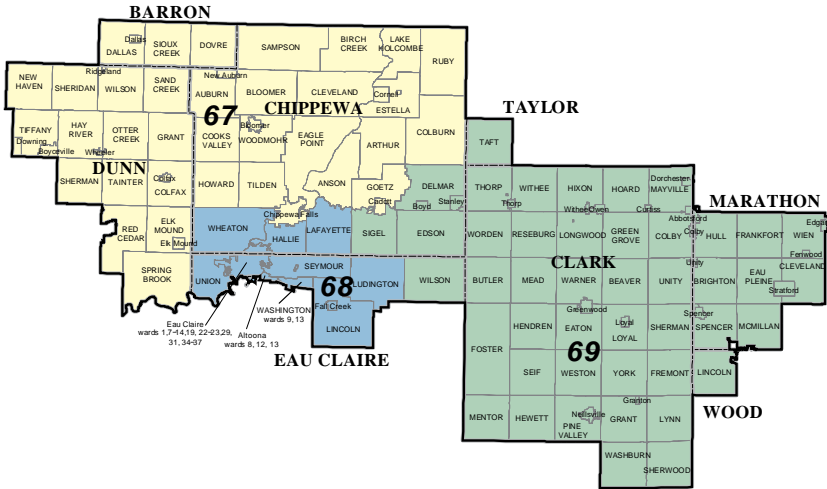 BARRON
Dallas
DALLAS
SIOUX
CREEK
DOVRE
SAMPSON
BIRCH
CREEK
LAKE
HOLCOMBE
RUBY
NEW
HAVEN
SHERIDAN
Ridgeland
WILSON
SAND
CREEK
New Auburn
AUBURN
BLOOMER
CLEVELAND
Cornell
ESTELLA
67
CHIPPEWA
TAYLOR
TIFFANY
Downing
Boyceville
HAY
RIVER
Wheeler
OTTER
CREEK
GRANT
COOKS
VALLEY
Bloomer
WOODMOHR
EAGLE
POINT
ARTHUR
COLBURN
TAFT
DUNN
SHERMAN
TAINTER
Colfax
COLFAX
HOWARD
TILDEN
ANSON
GOETZ
Cadott
DELMAR
Boyd
Stanley
THORP
Thorp
WITHEE
HIXON
Withee
Owen
HOARD
Curtiss
Dorchester
MAYVILLE
Abbotsford
MARATHON
RED
CEDAR
ELK
MOUND
Elk Mound
WHEATON
Chippewa Falls
HALLIE
LAFAYETTE
SIGEL
EDSON
WORDEN
RESEBURG
LONGWOOD
GREEN
GROVE
COLBY
Colby
HULL
FRANKFORT
WIEN
Edgar
Fenwood
CLEVELAND
SPRING
BROOK
UNION
SEYMOUR
68
LUDINGTON
WILSON
BUTLER
MEAD
CLARK
WARNER
BEAVER
UNITY
Unity
BRIGHTON
EAU
PLEINE
Stratford
Eau Claire
wards 1,7-14,19, 22-23,29,
31, 34-37
Altoona
wards 8, 12, 13
WASHINGTON
wards 9, 13
Fall Creek
LINCOLN
EAU CLAIRE
HENDREN
Greenwood
EATON
Loyal
LOYAL
SHERMAN
Spencer
SPENCER
MCMILLAN
FOSTER
SEIF
69
WESTON
YORK
FREMONT
LINCOLN
WOOD
MENTOR
HEWETT
Neillsville
PINE
VALLEY
Granton
GRANT
LYNN
WASHBURN
SHERWOOD